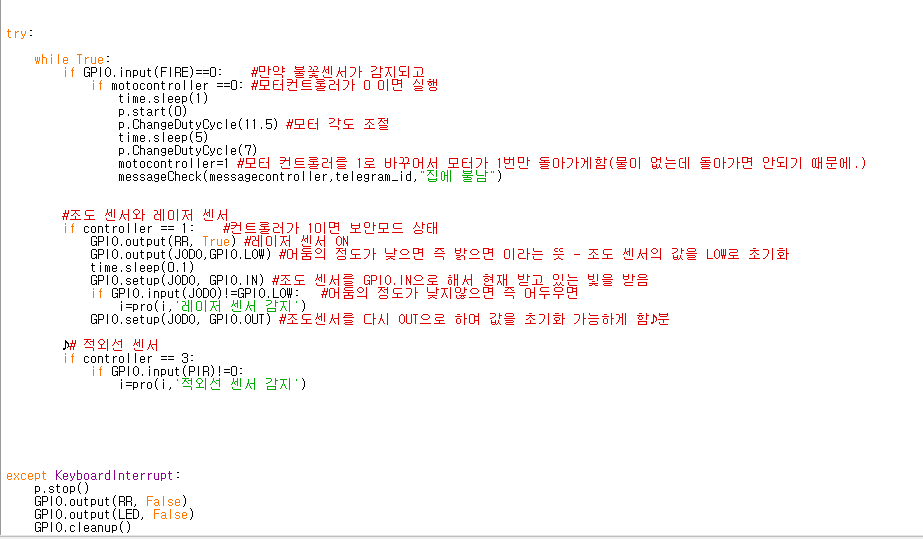 try:
    while True:
        if GPIO.input(FIRE)==0:    #만약 불꽃센서가 감지되고
            if motocontroller ==0: #모터컨트롤러가 0 이면 실행
                time.sleep(1)
                p.start(0)
                p.ChangeDutyCycle(11.5) #모터 각도 조절
                time.sleep(5)
                p.ChangeDutyCycle(7)
                motocontroller=1 #모터 컨트롤러를 1로 바꾸어서 모터가 1번만 돌아가게함(물이 없는데 돌아가면 안되기 때문에.)
                messageCheck(messagecontroller,telegram_id,"집에 불남")
        #조도 센서와 레이저 센서
        if controller == 1:    #컨트롤러가 1이면 보안모드 상태
            GPIO.output(RR, True) #레이저 센서 ON
            GPIO.output(JODO,GPIO.LOW) #어둠의 정도가 낮으면 즉 밝으면 이라는 뜻 - 조도 센서의 값을 LOW로 초기화
            time.sleep(0.1)
            GPIO.setup(JODO, GPIO.IN) #조도 센서를 GPIO.IN으로 해서 현재 받고 있는 빛을 받음
            if GPIO.input(JODO)!=GPIO.LOW:   #어둠의 정도가 낮지않으면 즉 어두우면
                i=pro(i,'레이저 센서 감지')
            GPIO.setup(JODO, GPIO.OUT) #조도센서를 다시 OUT으로 하며 값을 초기화 가능하게 함♪분
        ♪# 적외선 센서
        if controller == 3:
            if GPIO.input(PIR)!=0:
                i=pro(i,'적외선 센서 감지')
except KeyboardInterrupt:
    p.stop()
    GPIO.output(RR, False)
    GPIO.output(LED, False)
    GPIO.cleanup()